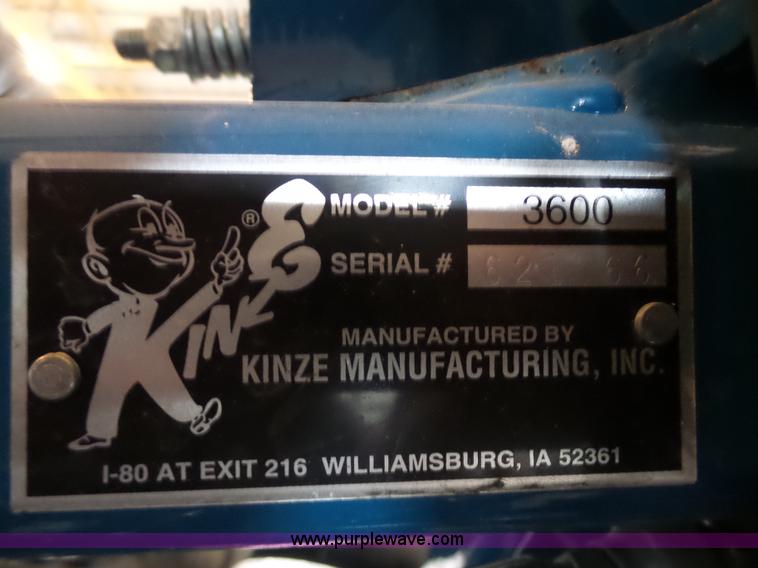 KINZE ®
MODEL # 3600
SERIAL #
MANUFACTURED BY
KINZE MANUFACTURING, INC.
I-80 AT EXIT 216 WILLIAMSBURG, IA 52361
www.purplewave.com